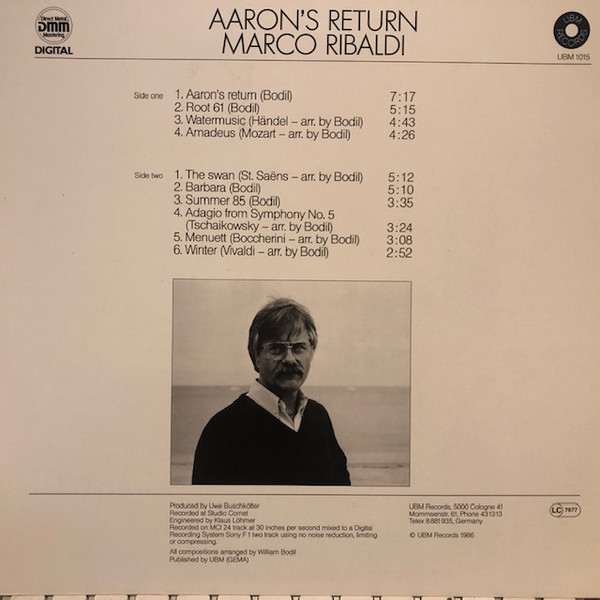 Direct Metal
DMM
Mastering
DIGITAL
AARON'S RETURN
MARCO RIBALDI
UBM
RECORDS
UBM 1015
Side one
1. Aaron's return (Bodil) 7:17
2. Root 61 (Bodil) 5:15
3. Watermusic (Händel – arr. by Bodil) 4:43
4. Amadeus (Mozart – arr. by Bodil) 4:26
Side two
1. The swan (St. Saëns – arr. by Bodil) 5:12
2. Barbara (Bodil) 5:10
3. Summer 85 (Bodil) 3:35
4. Adagio from Symphony No. 5
(Tschaikowsky – arr. by Bodil) 3:24
5. Menuett (Boccherini – arr. by Bodil) 3:08
6. Winter (Vivaldi – arr. by Bodil) 2:52
Produced by Uwe Buschkötter
Recorded at Studio Cornet
Engineered by Klaus Löhmer
Recorded on MCI 24 track at 30 inches per second mixed to a Digital
Recording System Sony F1 two track using no noise reduction, limiting
or compressing.
All compositions arranged by William Bodil
Published by UBM (GEMA)
UBM Records, 5000 Cologne 41
Mommsenstr. 61, Phone 431313
Telex 8881935, Germany
© UBM Records 1986
LC 7877